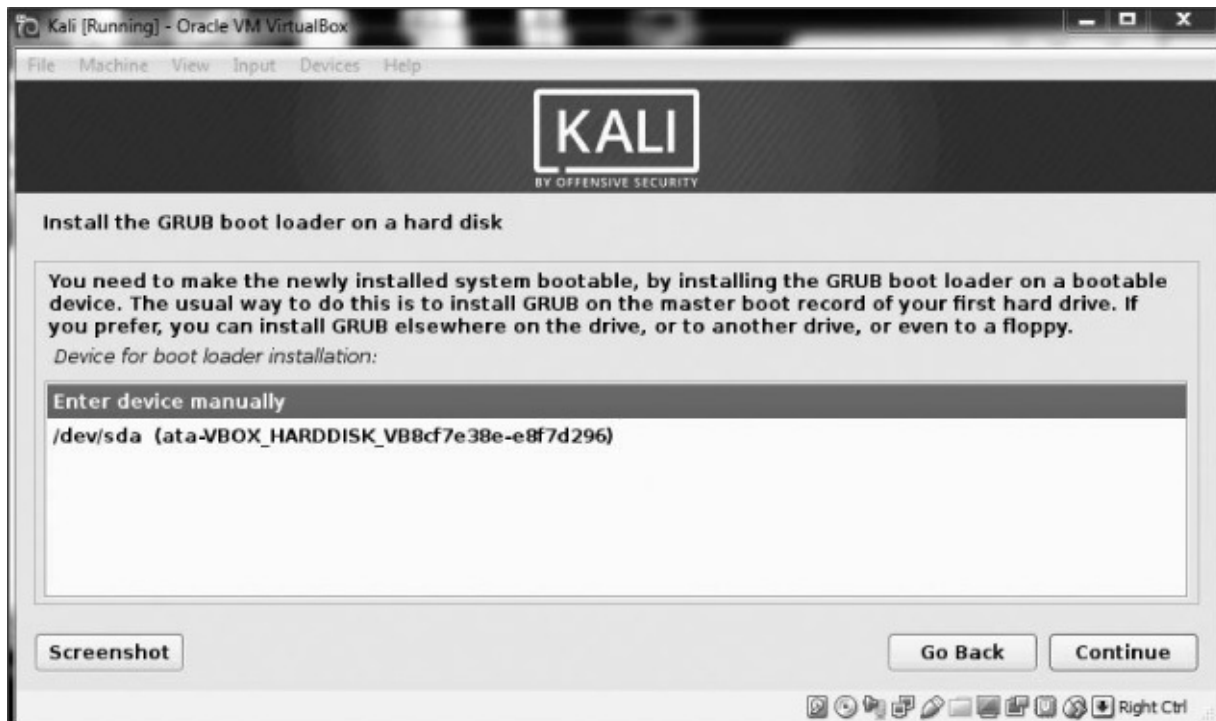 Kali [Running] - Oracle VM VirtualBox
File Machine View Input Devices Help
KALI
BY OFFENSIVE SECURITY
Install the GRUB boot loader on a hard disk
You need to make the newly installed system bootable, by installing the GRUB boot loader on a bootable
device. The usual way to do this is to install GRUB on the master boot record of your first hard drive. If
you prefer, you can install GRUB elsewhere on the drive, or to another drive, or even to a floppy.
Device for boot loader installation:
Enter device manually
/dev/sda (ata-VBOX_HARDDISK_VB8cf7e38e-e8f7d296)
Screenshot Go Back Continue
Right Ctrl